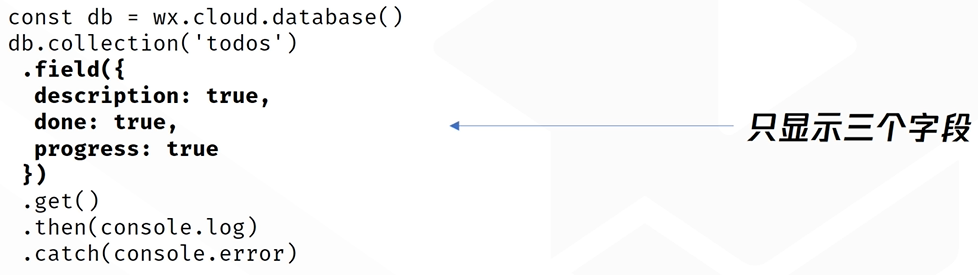 const db = wx.cloud.database()
db.collection('todos')
.field({
description: true,
done: true,
progress: true
})
.get()
.then(console.log)
.catch(console.error)
只显示三个字段